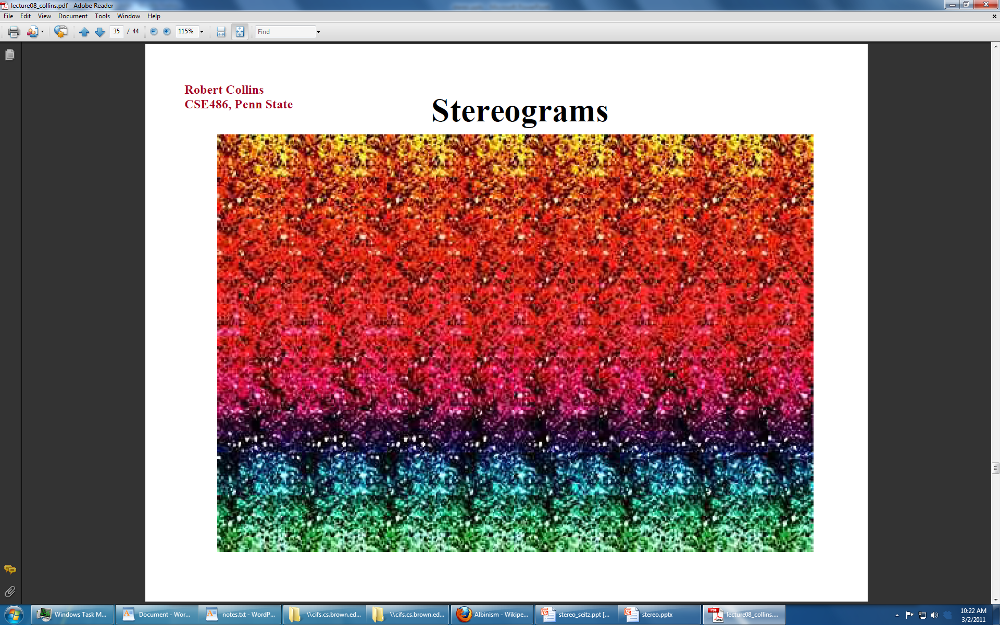 lecture08_collins.pdf - Adobe Reader
File Edit View Document Tools Window Help
35 / 44 115% Find
Robert Collins
CSE486, Penn State
Stereograms
Windows Task M... Document - Wor... notes.txt - WordP... \\cifs.cs.brown.ed... \\cifs.cs.brown.ed... Albinism - Wikipe... stereo_seitz.ppt [... stereo.pptx lecture08_collins....
10:22 AM
3/2/2011